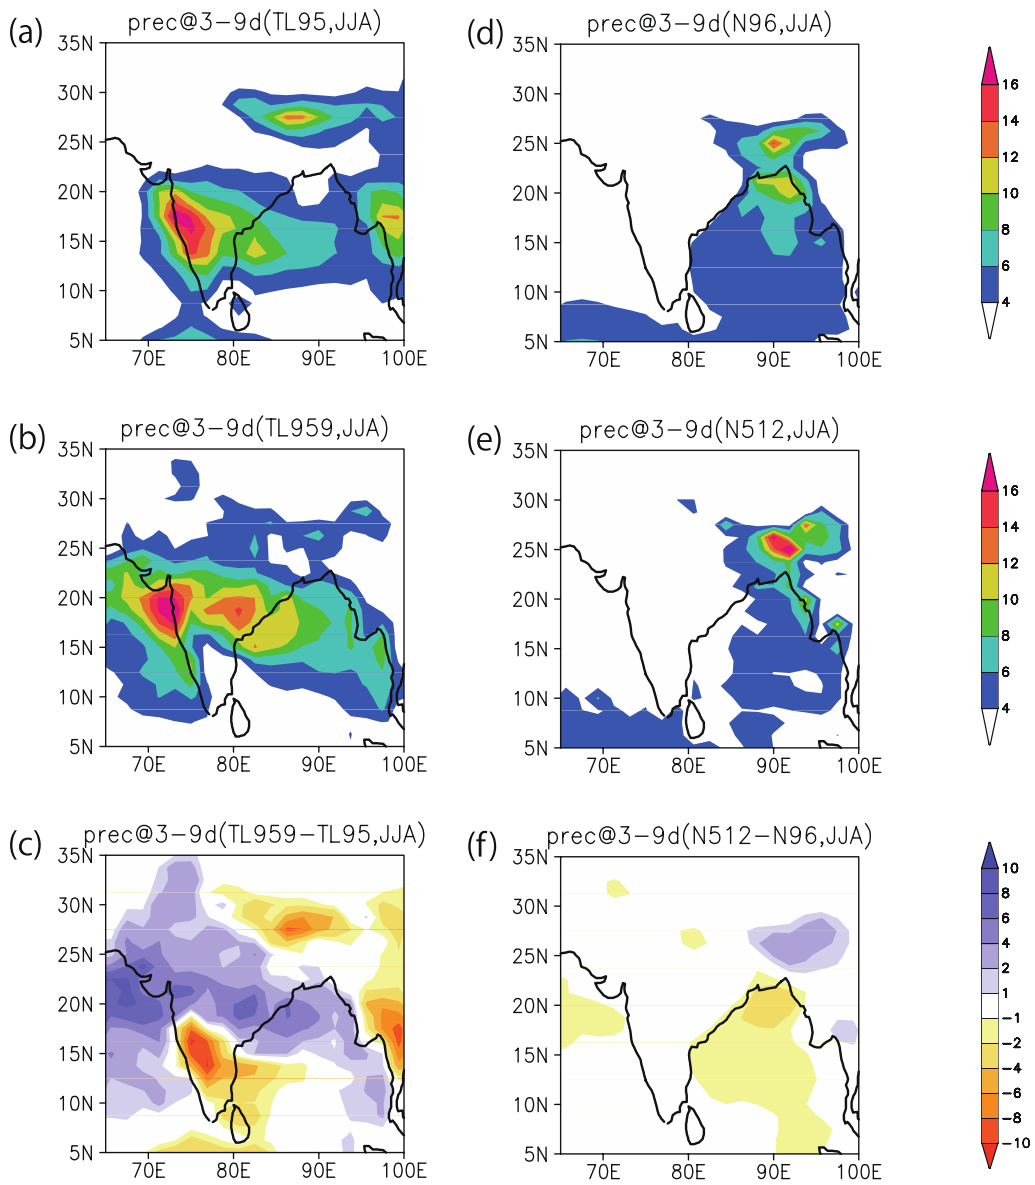 (a) prec@3-9d(TL95,JJA)
35N
30N
25N
20N
15N
10N
5N
70E 80E 90E 100E
(d) prec@3-9d(N96,JJA)
35N
30N
25N
20N
15N
10N
5N
70E 80E 90E 100E
16
14
12
10
8
6
4
(b) prec@3-9d(TL959,JJA)
35N
30N
25N
20N
15N
10N
5N
70E 80E 90E 100E
(e) prec@3-9d(N512,JJA)
35N
30N
25N
20N
15N
10N
5N
70E 80E 90E 100E
16
14
12
10
8
6
4
(c) prec@3-9d(TL959-TL95,JJA)
35N
30N
25N
20N
15N
10N
5N
70E 80E 90E 100E
(f) prec@3-9d(N512-N96,JJA)
35N
30N
25N
20N
15N
10N
5N
70E 80E 90E 100E
10
8
6
4
2
1
-1
-2
-4
-6
-8
-10